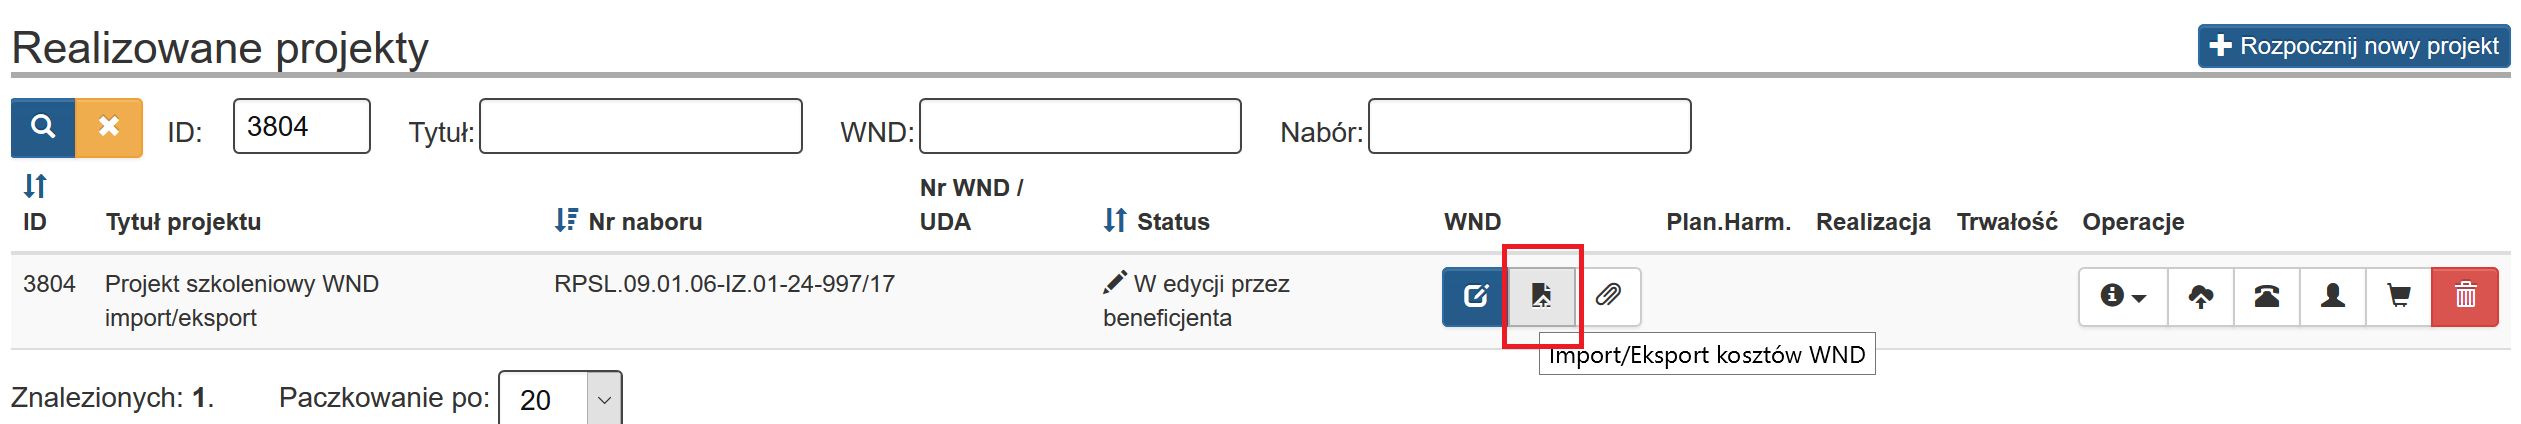 Realizowane projekty
Rozpocznij nowy projekt
ID: 3804 Tytuł: WND: Nabór:
ID Tytuł projektu Nr naboru Nr WND / UDA Status WND Plan.Harm. Realizacja Trwałość Operacje
3804 Projekt szkoleniowy WND RPSL.09.01.06-IZ.01-24-997/17 W edycji przez
import/eksport beneficjenta
Import/Eksport kosztów WND
Znalezionych: 1. Paczkowanie po: 20